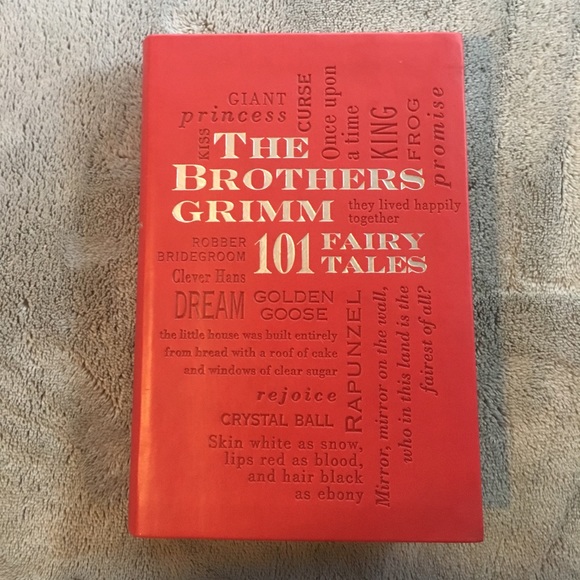 GIANT
princess
KISS
CURSE
Once upon
a time
KING
FROG
promise
THE
BROTHERS
GRIMM
they lived happily
together
101 FAIRY
TALES
ROBBER
BRIDEGROOM
Clever Hans
DREAM
GOLDEN
GOOSE
the little house was built entirely
from bread with a roof of cake
and windows of clear sugar
RAPUNZEL
Mirror, mirror on the wall,
who in this land is the
fairest of all?
rejoice
CRYSTAL BALL
Skin white as snow,
lips red as blood,
and hair black
as ebony